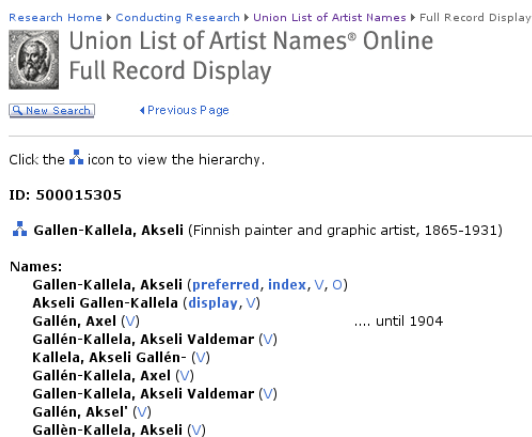 Research Home ▸ Conducting Research ▸ Union List of Artist Names ▸ Full Record Display
Union List of Artist Names® Online
Full Record Display
New Search
Previous Page
Click the icon to view the hierarchy.
ID: 500015305
Gallen-Kallela, Akseli (Finnish painter and graphic artist, 1865-1931)
Names:
Gallen-Kallela, Akseli (preferred, index, V, O)
Akseli Gallen-Kallela (display, V)
Gallén, Axel (V) .... until 1904
Gallén-Kallela, Akseli Valdemar (V)
Kallela, Akseli Gallén- (V)
Gallén-Kallela, Axel (V)
Gallen-Kallela, Akseli Valdemar (V)
Gallén, Aksel' (V)
Gallèn-Kallela, Akseli (V)